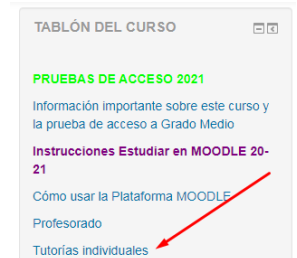 TABLÓN DEL CURSO
PRUEBAS DE ACCESO 2021
Información importante sobre este curso y
la prueba de acceso a Grado Medio
Instrucciones Estudiar en MOODLE 20-
21
Cómo usar la Plataforma MOODLE
Profesorado
Tutorías individuales